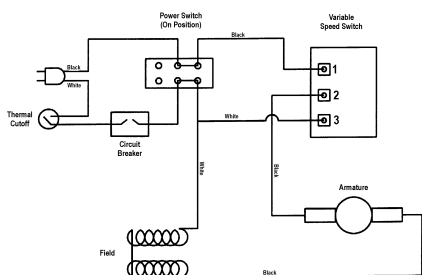 Power Switch
(On Position)
Variable
Speed Switch
Black
Black
White
1
2
3
Thermal
Cutoff
Circuit
Breaker
White
White
Black
Armature
Field
Black